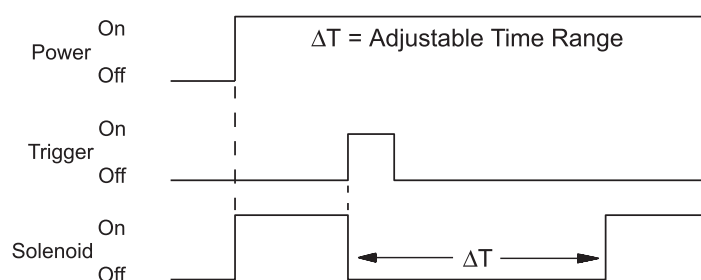 On
Power
Off
ΔT = Adjustable Time Range
On
Trigger
Off
On
Solenoid
Off
ΔT